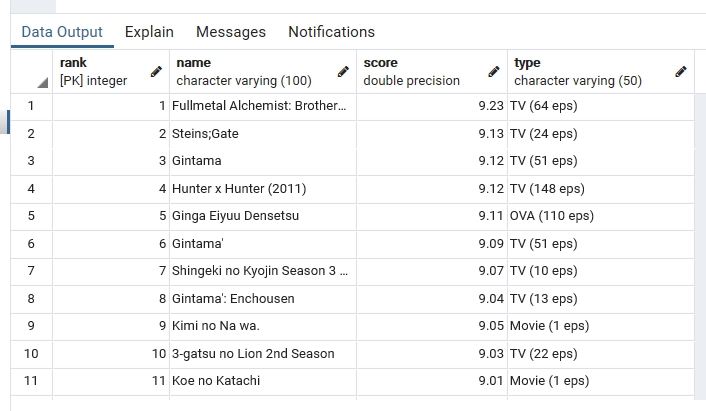 Data Output Explain Messages Notifications
rank name score type
[PK] integer character varying (100) double precision character varying (50)
1 1 Fullmetal Alchemist: Brother... 9.23 TV (64 eps)
2 2 Steins;Gate 9.13 TV (24 eps)
3 3 Gintama 9.12 TV (51 eps)
4 4 Hunter x Hunter (2011) 9.12 TV (148 eps)
5 5 Ginga Eiyuu Densetsu 9.11 OVA (110 eps)
6 6 Gintama' 9.09 TV (51 eps)
7 7 Shingeki no Kyojin Season 3 ... 9.07 TV (10 eps)
8 8 Gintama': Enchousen 9.04 TV (13 eps)
9 9 Kimi no Na wa. 9.05 Movie (1 eps)
10 10 3-gatsu no Lion 2nd Season 9.03 TV (22 eps)
11 11 Koe no Katachi 9.01 Movie (1 eps)